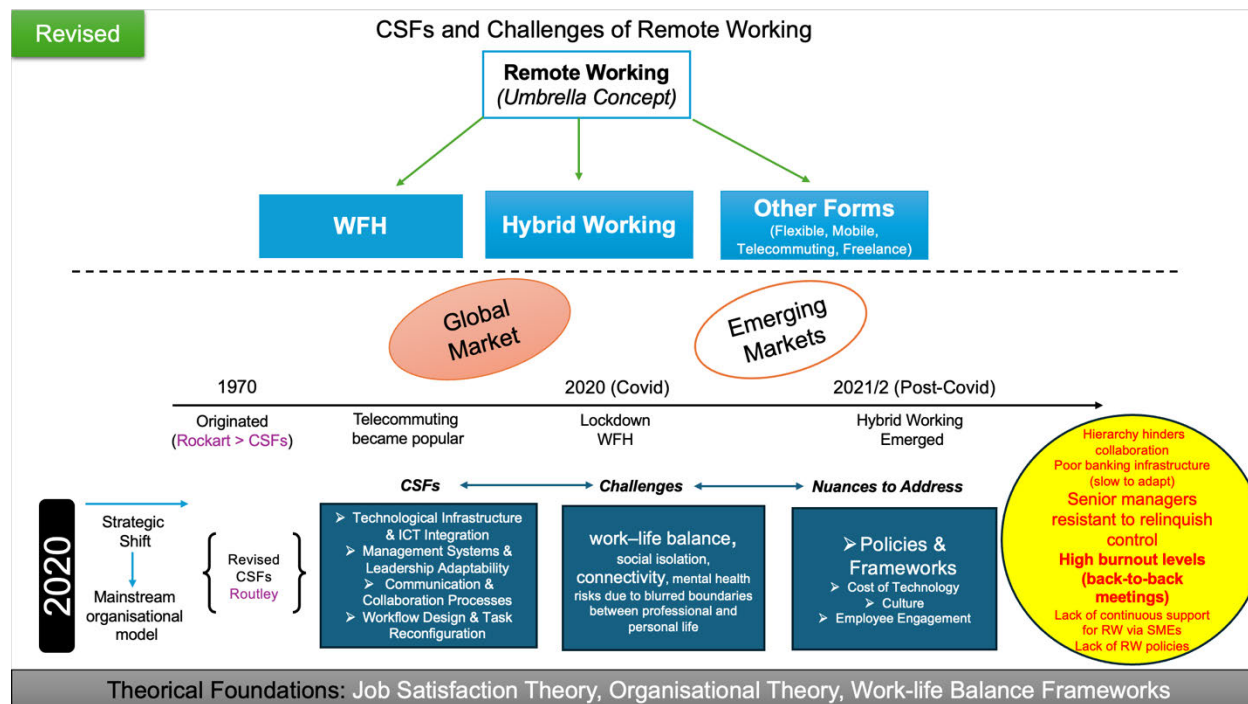 Revised
CSFs and Challenges of Remote Working
Remote Working
(Umbrella Concept)
WFH
Hybrid Working
Other Forms
(Flexible, Mobile,
Telecommuting, Freelance)
Global
Market
Emerging
Markets
1970
2020 (Covid)
2021/2 (Post-Covid)
Originated
(Rockart > CSFs)
Telecommuting
became popular
Lockdown
WFH
Hybrid Working
Emerged
2020
Strategic
Shift
Mainstream
organisational
model
Revised
CSFs
Routley
CSFs
➢ Technological Infrastructure
& ICT Integration
➢ Management Systems &
Leadership Adaptability
➢ Communication &
Collaboration Processes
➢ Workflow Design & Task
Reconfiguration
Challenges
work–life balance,
social isolation,
connectivity, mental health
risks due to blurred boundaries
between professional and
personal life
Nuances to Address
➢ Policies &
Frameworks
➢ Cost of Technology
➢ Culture
➢ Employee Engagement
Hierarchy hinders
collaboration
Poor banking infrastructure
(slow to adapt)
Senior managers
resistant to relinquish
control
High burnout levels
(back-to-back
meetings)
Lack of continuous support
for RW via SMEs
Lack of RW policies
Theorical Foundations: Job Satisfaction Theory, Organisational Theory, Work-life Balance Frameworks